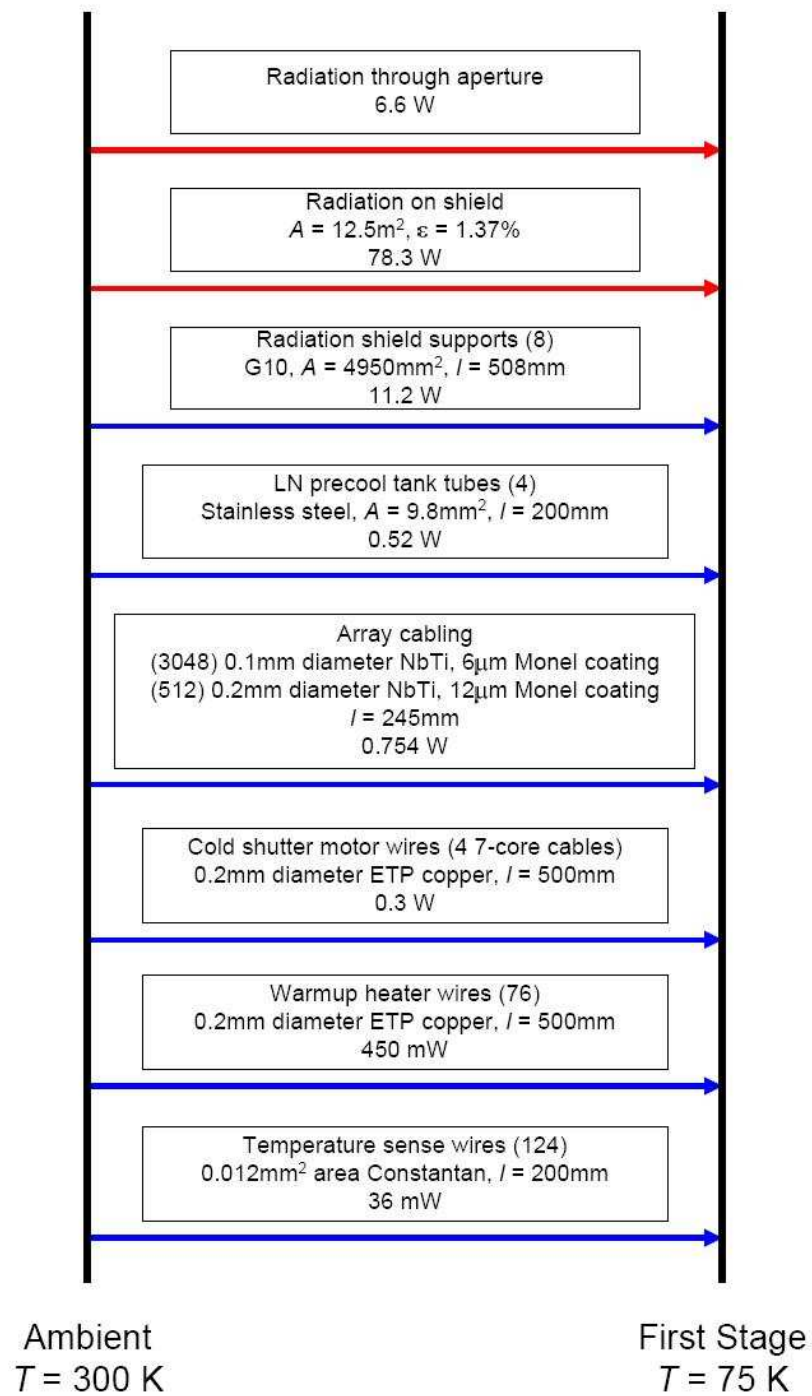 Radiation through aperture
6.6 W
Radiation on shield
A = 12.5m², ε = 1.37%
78.3 W
Radiation shield supports (8)
G10, A = 4950mm², l = 508mm
11.2 W
LN precool tank tubes (4)
Stainless steel, A = 9.8mm², l = 200mm
0.52 W
Array cabling
(3048) 0.1mm diameter NbTi, 6μm Monel coating
(512) 0.2mm diameter NbTi, 12μm Monel coating
l = 245mm
0.754 W
Cold shutter motor wires (4 7-core cables)
0.2mm diameter ETP copper, l = 500mm
0.3 W
Warmup heater wires (76)
0.2mm diameter ETP copper, l = 500mm
450 mW
Temperature sense wires (124)
0.012mm² area Constantan, l = 200mm
36 mW
Ambient
T = 300 K
First Stage
T = 75 K